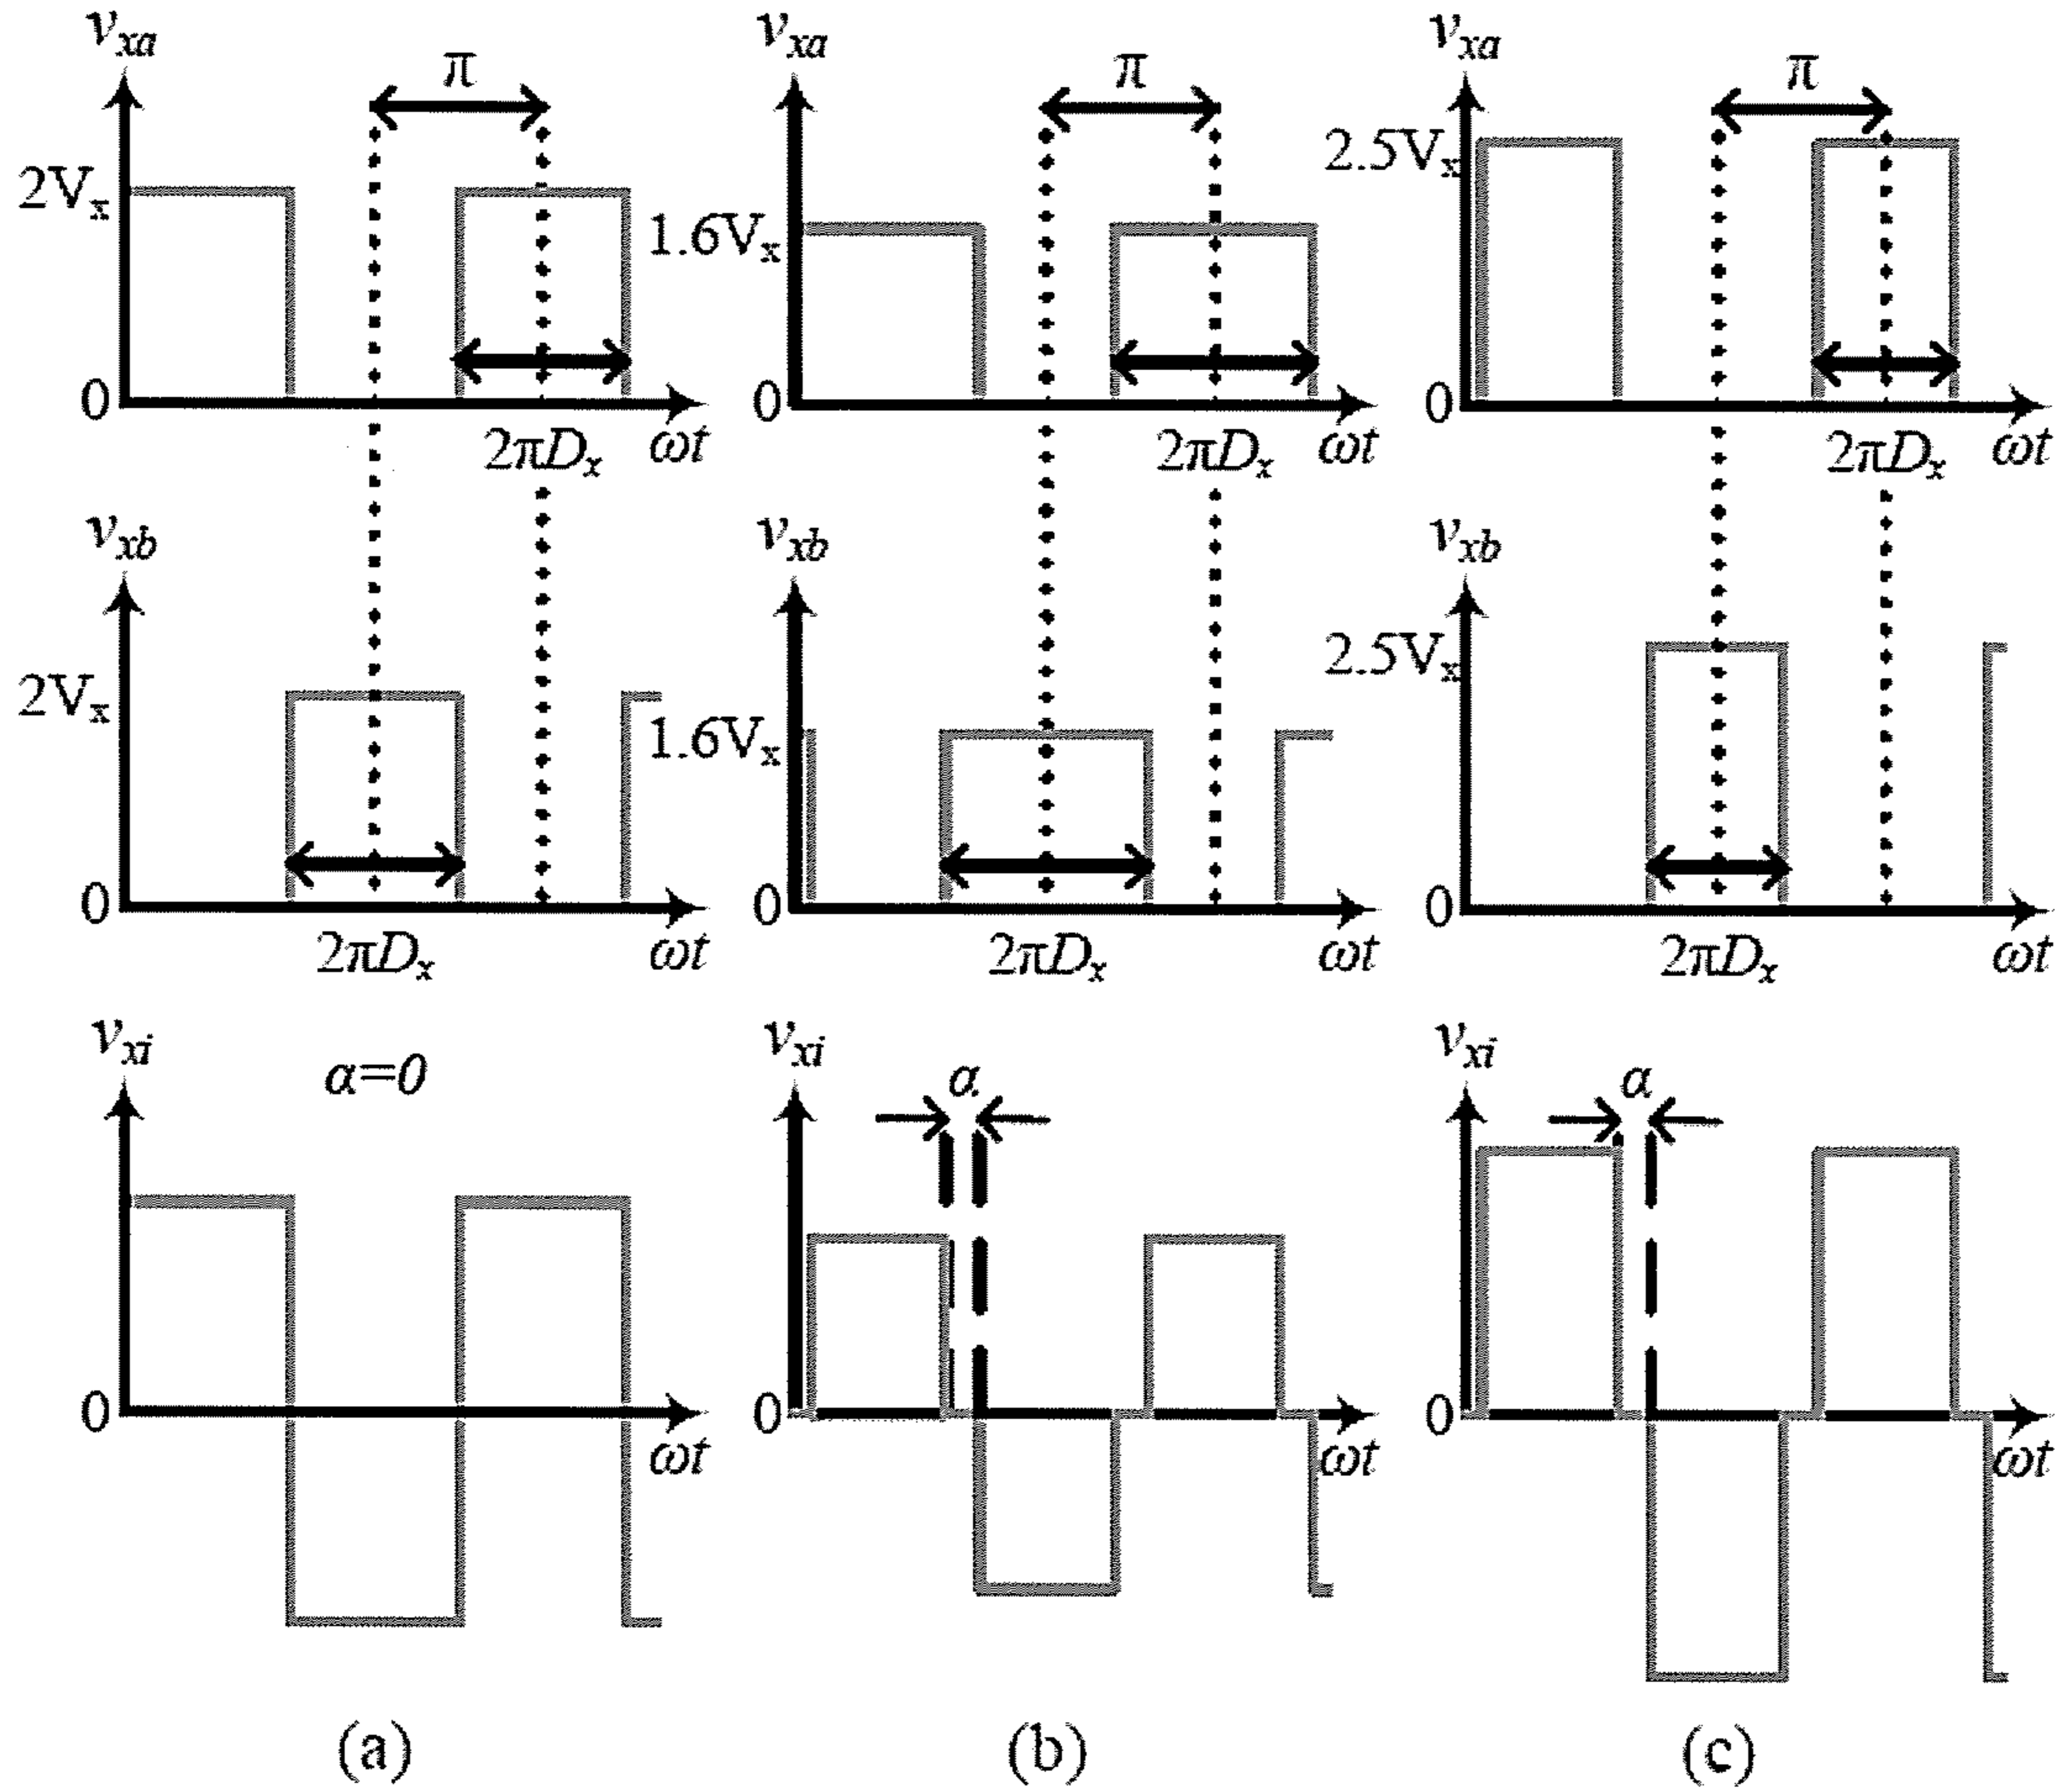 v_xa π v_xa π v_xa π
2V_x 1.6V_x 2.5V_x
0 0 0
2πD_x ωt 2πD_x ωt 2πD_x ωt
v_xb v_xb v_xb
2V_x 1.6V_x 2.5V_x
0 0 0
2πD_x ωt 2πD_x ωt 2πD_x ωt
v_xi α=0 v_xi α v_xi α
0 0 0
ωt ωt ωt
(a) (b) (c)